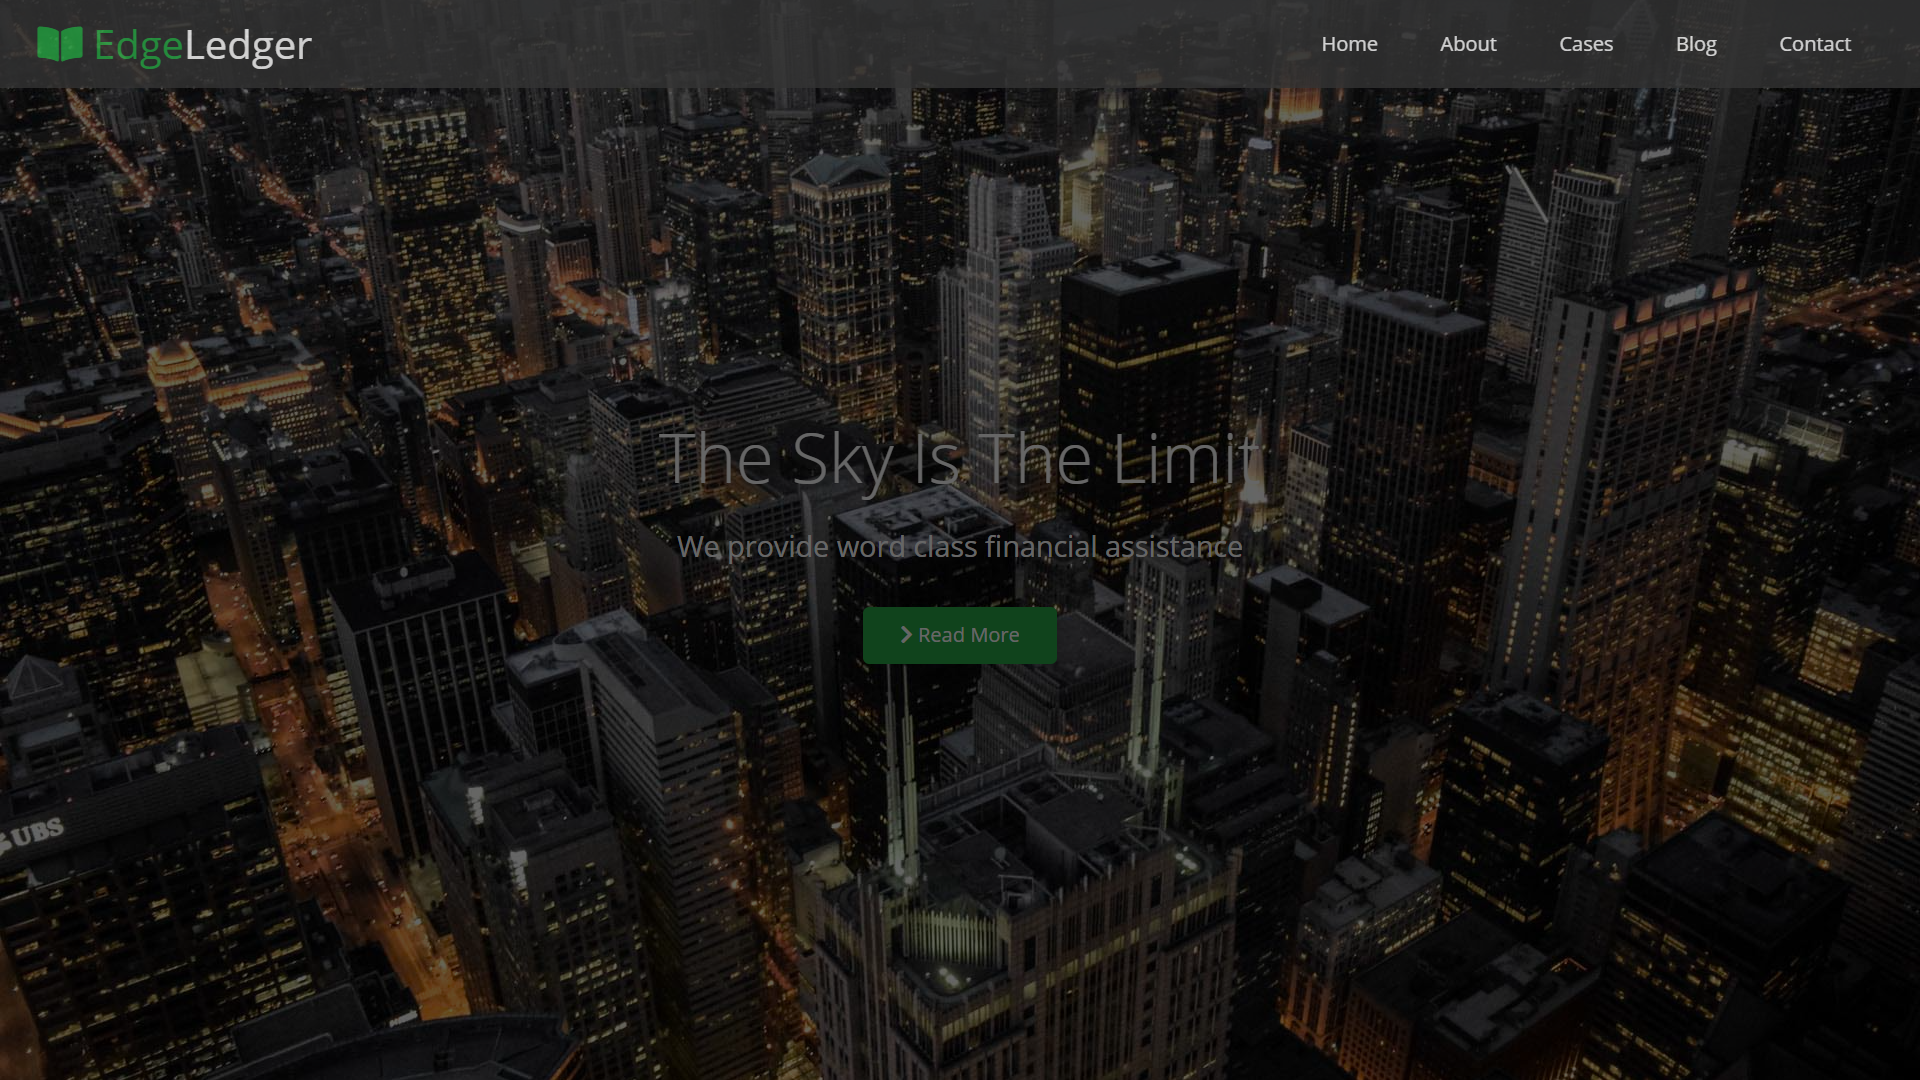 EdgeLedger
Home
About
Cases
Blog
Contact
The Sky Is The Limit
We provide word class financial assistance
Read More
UBS